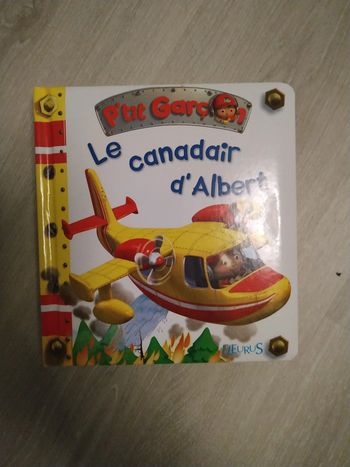 P'tit Garçon
Le canadair
d'Albert
FLEURUS